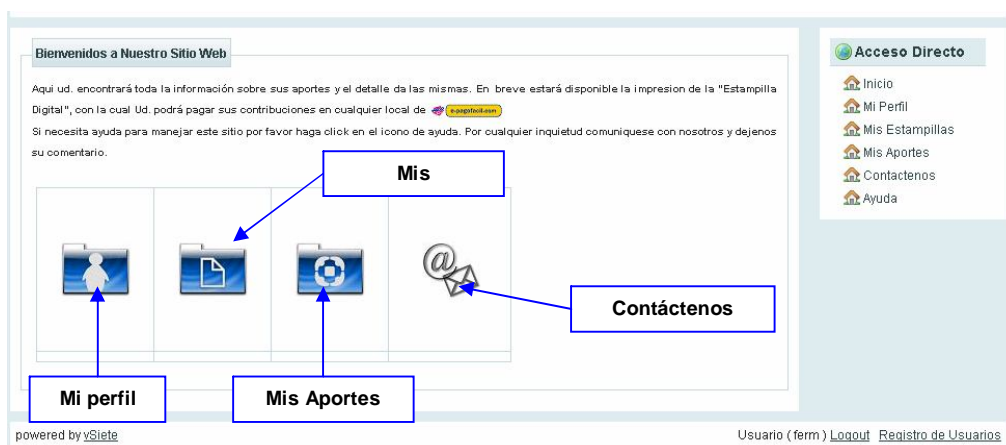 Bienvenidos a Nuestro Sitio Web
Aqui ud. encontrará toda la información sobre sus aportes y el detalle da las mismas. En breve estará disponible la impresion de la "Estampilla
Digital", con la cual Ud. podrá pagar sus contribuciones en cualquier local de e-pagofacil.com
Si necesita ayuda para manejar este sitio por favor haga click en el icono de ayuda. Por cualquier inquietud comuniquese con nosotros y dejenos
su comentario.
Mis
Contáctenos
Mi perfil
Mis Aportes
Acceso Directo
Inicio
Mi Perfil
Mis Estampillas
Mis Aportes
Contactenos
Ayuda
powered by vSiete
Usuario ( ferm ) Logout Registro de Usuarios